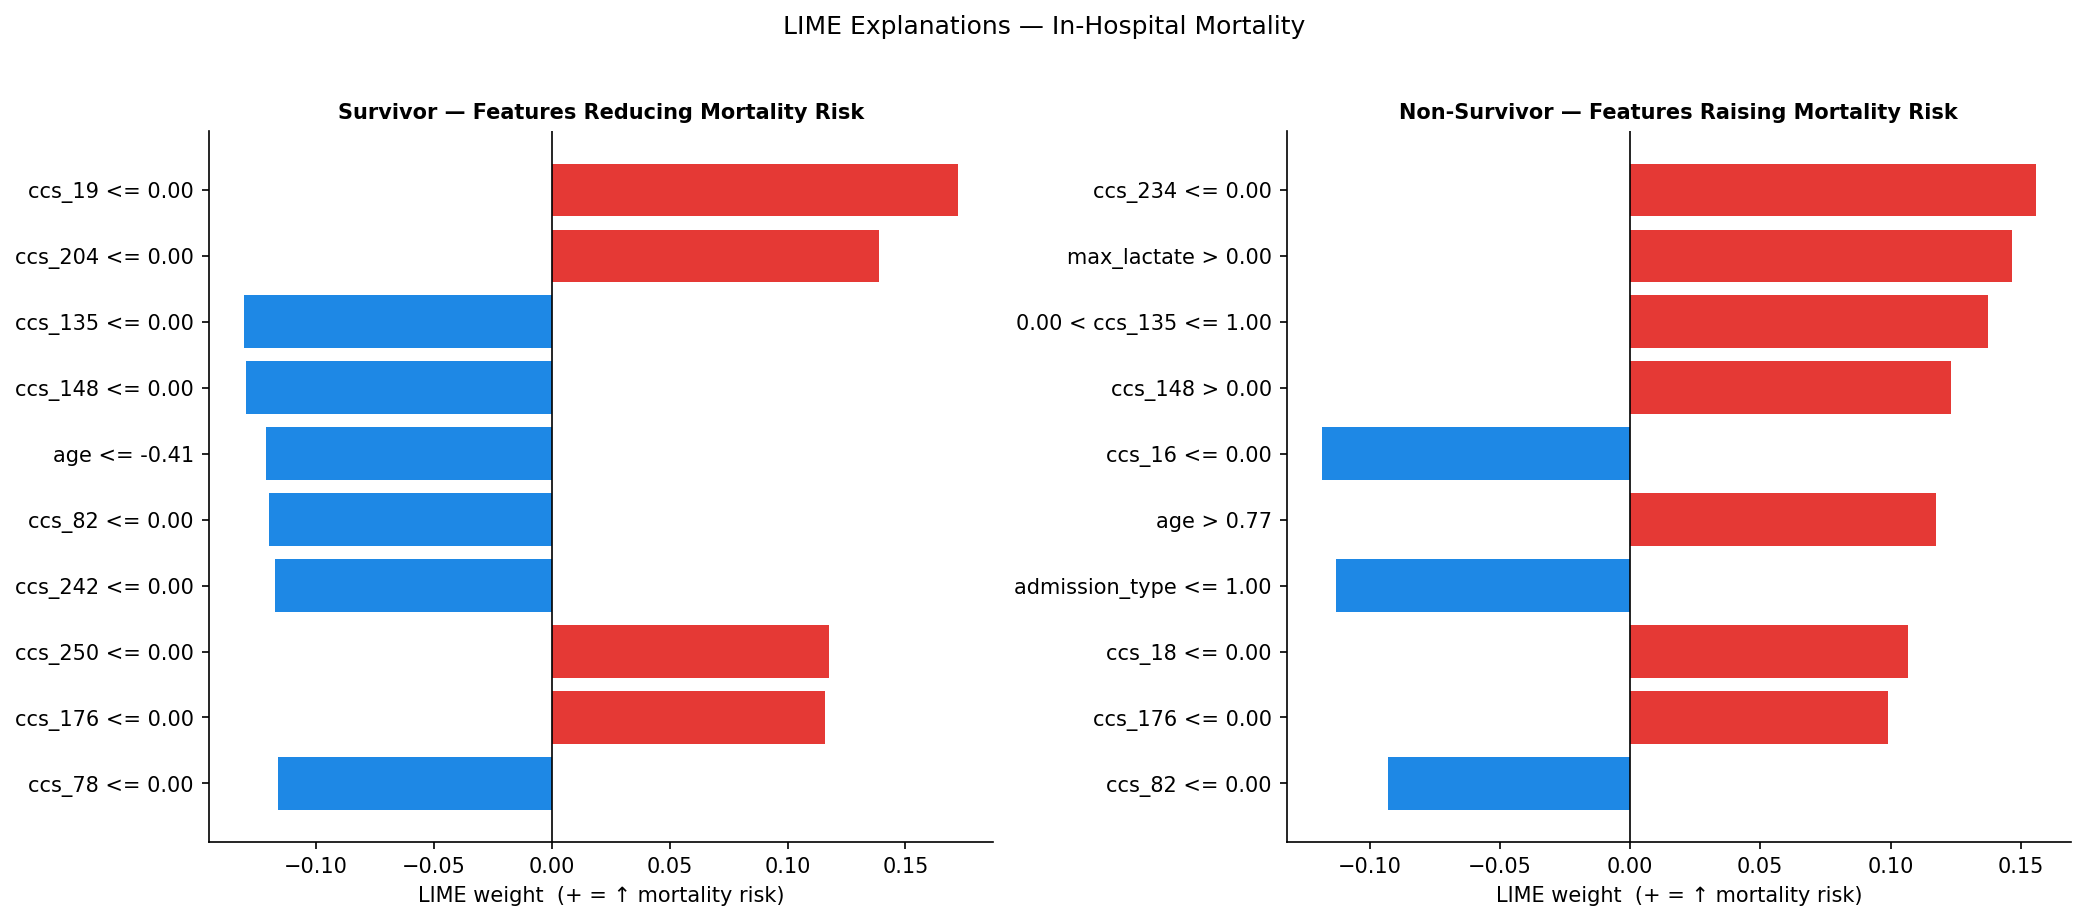 LIME Explanations — In-Hospital Mortality
Survivor — Features Reducing Mortality Risk
ccs_19 <= 0.00
ccs_204 <= 0.00
ccs_135 <= 0.00
ccs_148 <= 0.00
age <= -0.41
ccs_82 <= 0.00
ccs_242 <= 0.00
ccs_250 <= 0.00
ccs_176 <= 0.00
ccs_78 <= 0.00
−0.10 −0.05 0.00 0.05 0.10 0.15
LIME weight (+ = ↑ mortality risk)
Non-Survivor — Features Raising Mortality Risk
ccs_234 <= 0.00
max_lactate > 0.00
0.00 < ccs_135 <= 1.00
ccs_148 > 0.00
ccs_16 <= 0.00
age > 0.77
admission_type <= 1.00
ccs_18 <= 0.00
ccs_176 <= 0.00
ccs_82 <= 0.00
−0.10 −0.05 0.00 0.05 0.10 0.15
LIME weight (+ = ↑ mortality risk)